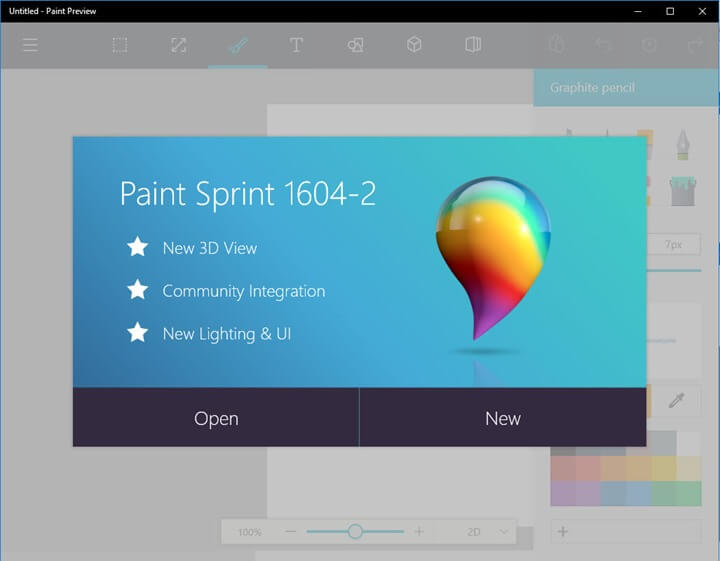 Untitled - Paint Preview
Graphite pencil
Paint Sprint 1604-2
New 3D View
Community Integration
New Lighting & UI
7px
Open
New
100%
2D